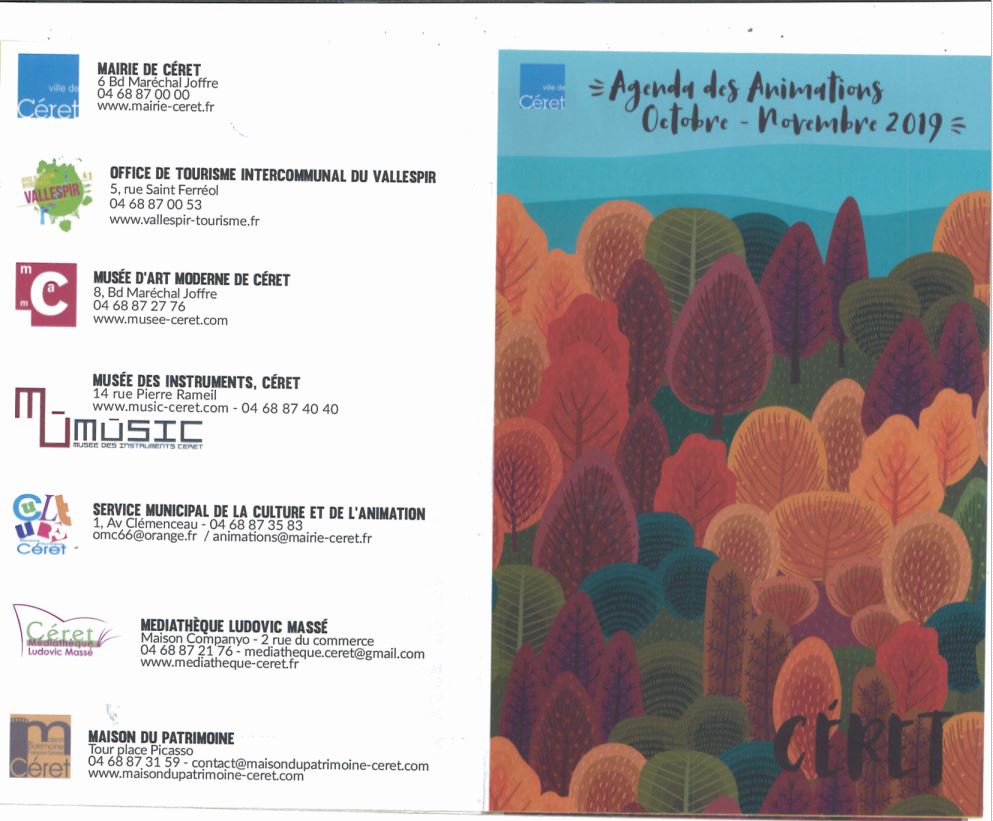 ville de
Céret
MAIRIE DE CÉRET
6 Bd Maréchal Joffre
04 68 87 00 00
www.mairie-ceret.fr
VALLESPIR
OFFICE DE TOURISME INTERCOMMUNAL DU VALLESPIR
5, rue Saint Ferréol
04 68 87 00 53
www.vallespir-tourisme.fr
m
a
C
m
MUSÉE D'ART MODERNE DE CÉRET
8, Bd Maréchal Joffre
04 68 87 27 76
www.musee-ceret.com
MUSÉE DES INSTRUMENTS, CÉRET
14 rue Pierre Rameil
www.music-ceret.com - 04 68 87 40 40
MÚSIC
MUSEE DES INSTRUMENTS CERET
CULTURE
Céret
SERVICE MUNICIPAL DE LA CULTURE ET DE L'ANIMATION
1, Av Clémenceau - 04 68 87 35 83
omc66@orange.fr / animations@mairie-ceret.fr
Céret
Médiathèque
Ludovic Massé
MEDIATHÈQUE LUDOVIC MASSÉ
Maison Companyo - 2 rue du commerce
04 68 87 21 76 - mediatheque.ceret@gmail.com
www.mediatheque-ceret.fr
m
maison
patrimoine
Céret
MAISON DU PATRIMOINE
Tour place Picasso
04 68 87 31 59 - contact@maisondupatrimoine-ceret.com
www.maisondupatrimoine-ceret.com
ville de
Céret
Agenda des Animations
Octobre - Novembre 2019
CÉRET